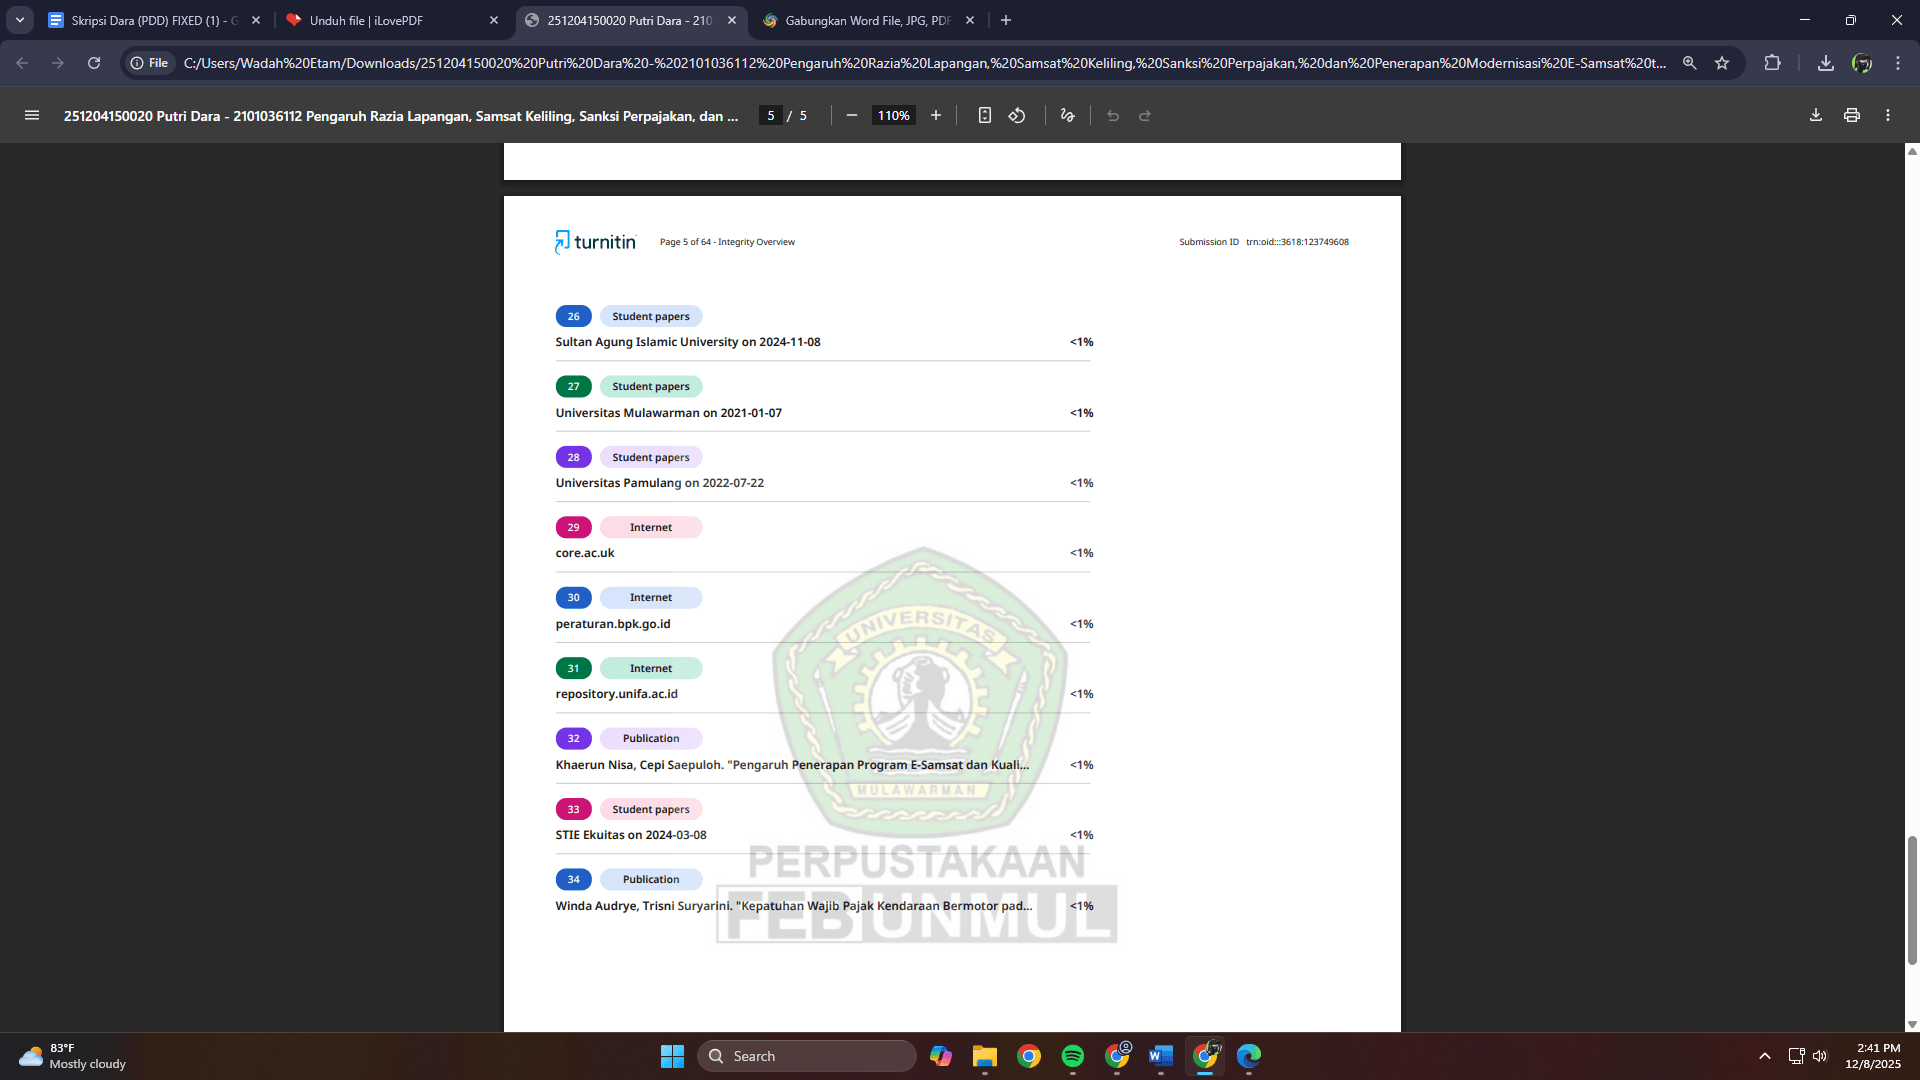 Skripsi Dara (PDD) FIXED (1) - G
Unduh file | iLovePDF
251204150020 Putri Dara - 210
Gabungkan Word File, JPG, PDF
File
C:/Users/Wadah%20Etam/Downloads/251204150020%20Putri%20Dara%20-%202101036112%20Pengaruh%20Razia%20Lapangan,%20Samsat%20Keliling,%20Sanksi%20Perpajakan,%20dan%20Penerapan%20Modernisasi%20E-Samsat%20t...
251204150020 Putri Dara - 2101036112 Pengaruh Razia Lapangan, Samsat Keliling, Sanksi Perpajakan, dan ...
5 / 5
110%
turnitin
Page 5 of 64 - Integrity Overview
Submission ID trn:oid:::3618:123749608
26 Student papers
Sultan Agung Islamic University on 2024-11-08 <1%
27 Student papers
Universitas Mulawarman on 2021-01-07 <1%
28 Student papers
Universitas Pamulang on 2022-07-22 <1%
29 Internet
core.ac.uk <1%
30 Internet
peraturan.bpk.go.id <1%
31 Internet
repository.unifa.ac.id <1%
32 Publication
Khaerun Nisa, Cepi Saepuloh. "Pengaruh Penerapan Program E-Samsat dan Kuali... <1%
33 Student papers
STIE Ekuitas on 2024-03-08 <1%
34 Publication
Winda Audrye, Trisni Suryarini. "Kepatuhan Wajib Pajak Kendaraan Bermotor pad... <1%
UNIVERSITAS
MULAWARMAN
PERPUSTAKAAN
FEB UNMUL
83°F
Mostly cloudy
Search
2:41 PM
12/8/2025